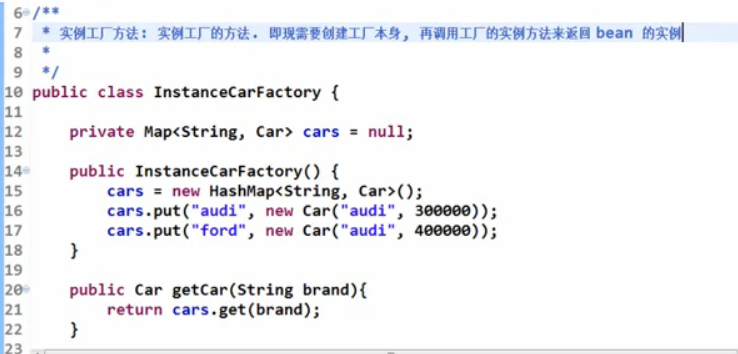 6 /**
7 * 实例工厂方法: 实例工厂的方法. 即现需要创建工厂本身, 再调用工厂的实例方法来返回 bean 的实例
8 *
9 */
10 public class InstanceCarFactory {
11
12 private Map<String, Car> cars = null;
13
14 public InstanceCarFactory() {
15 cars = new HashMap<String, Car>();
16 cars.put("audi", new Car("audi", 300000));
17 cars.put("ford", new Car("audi", 400000));
18 }
19
20 public Car getCar(String brand){
21 return cars.get(brand);
22 }
23